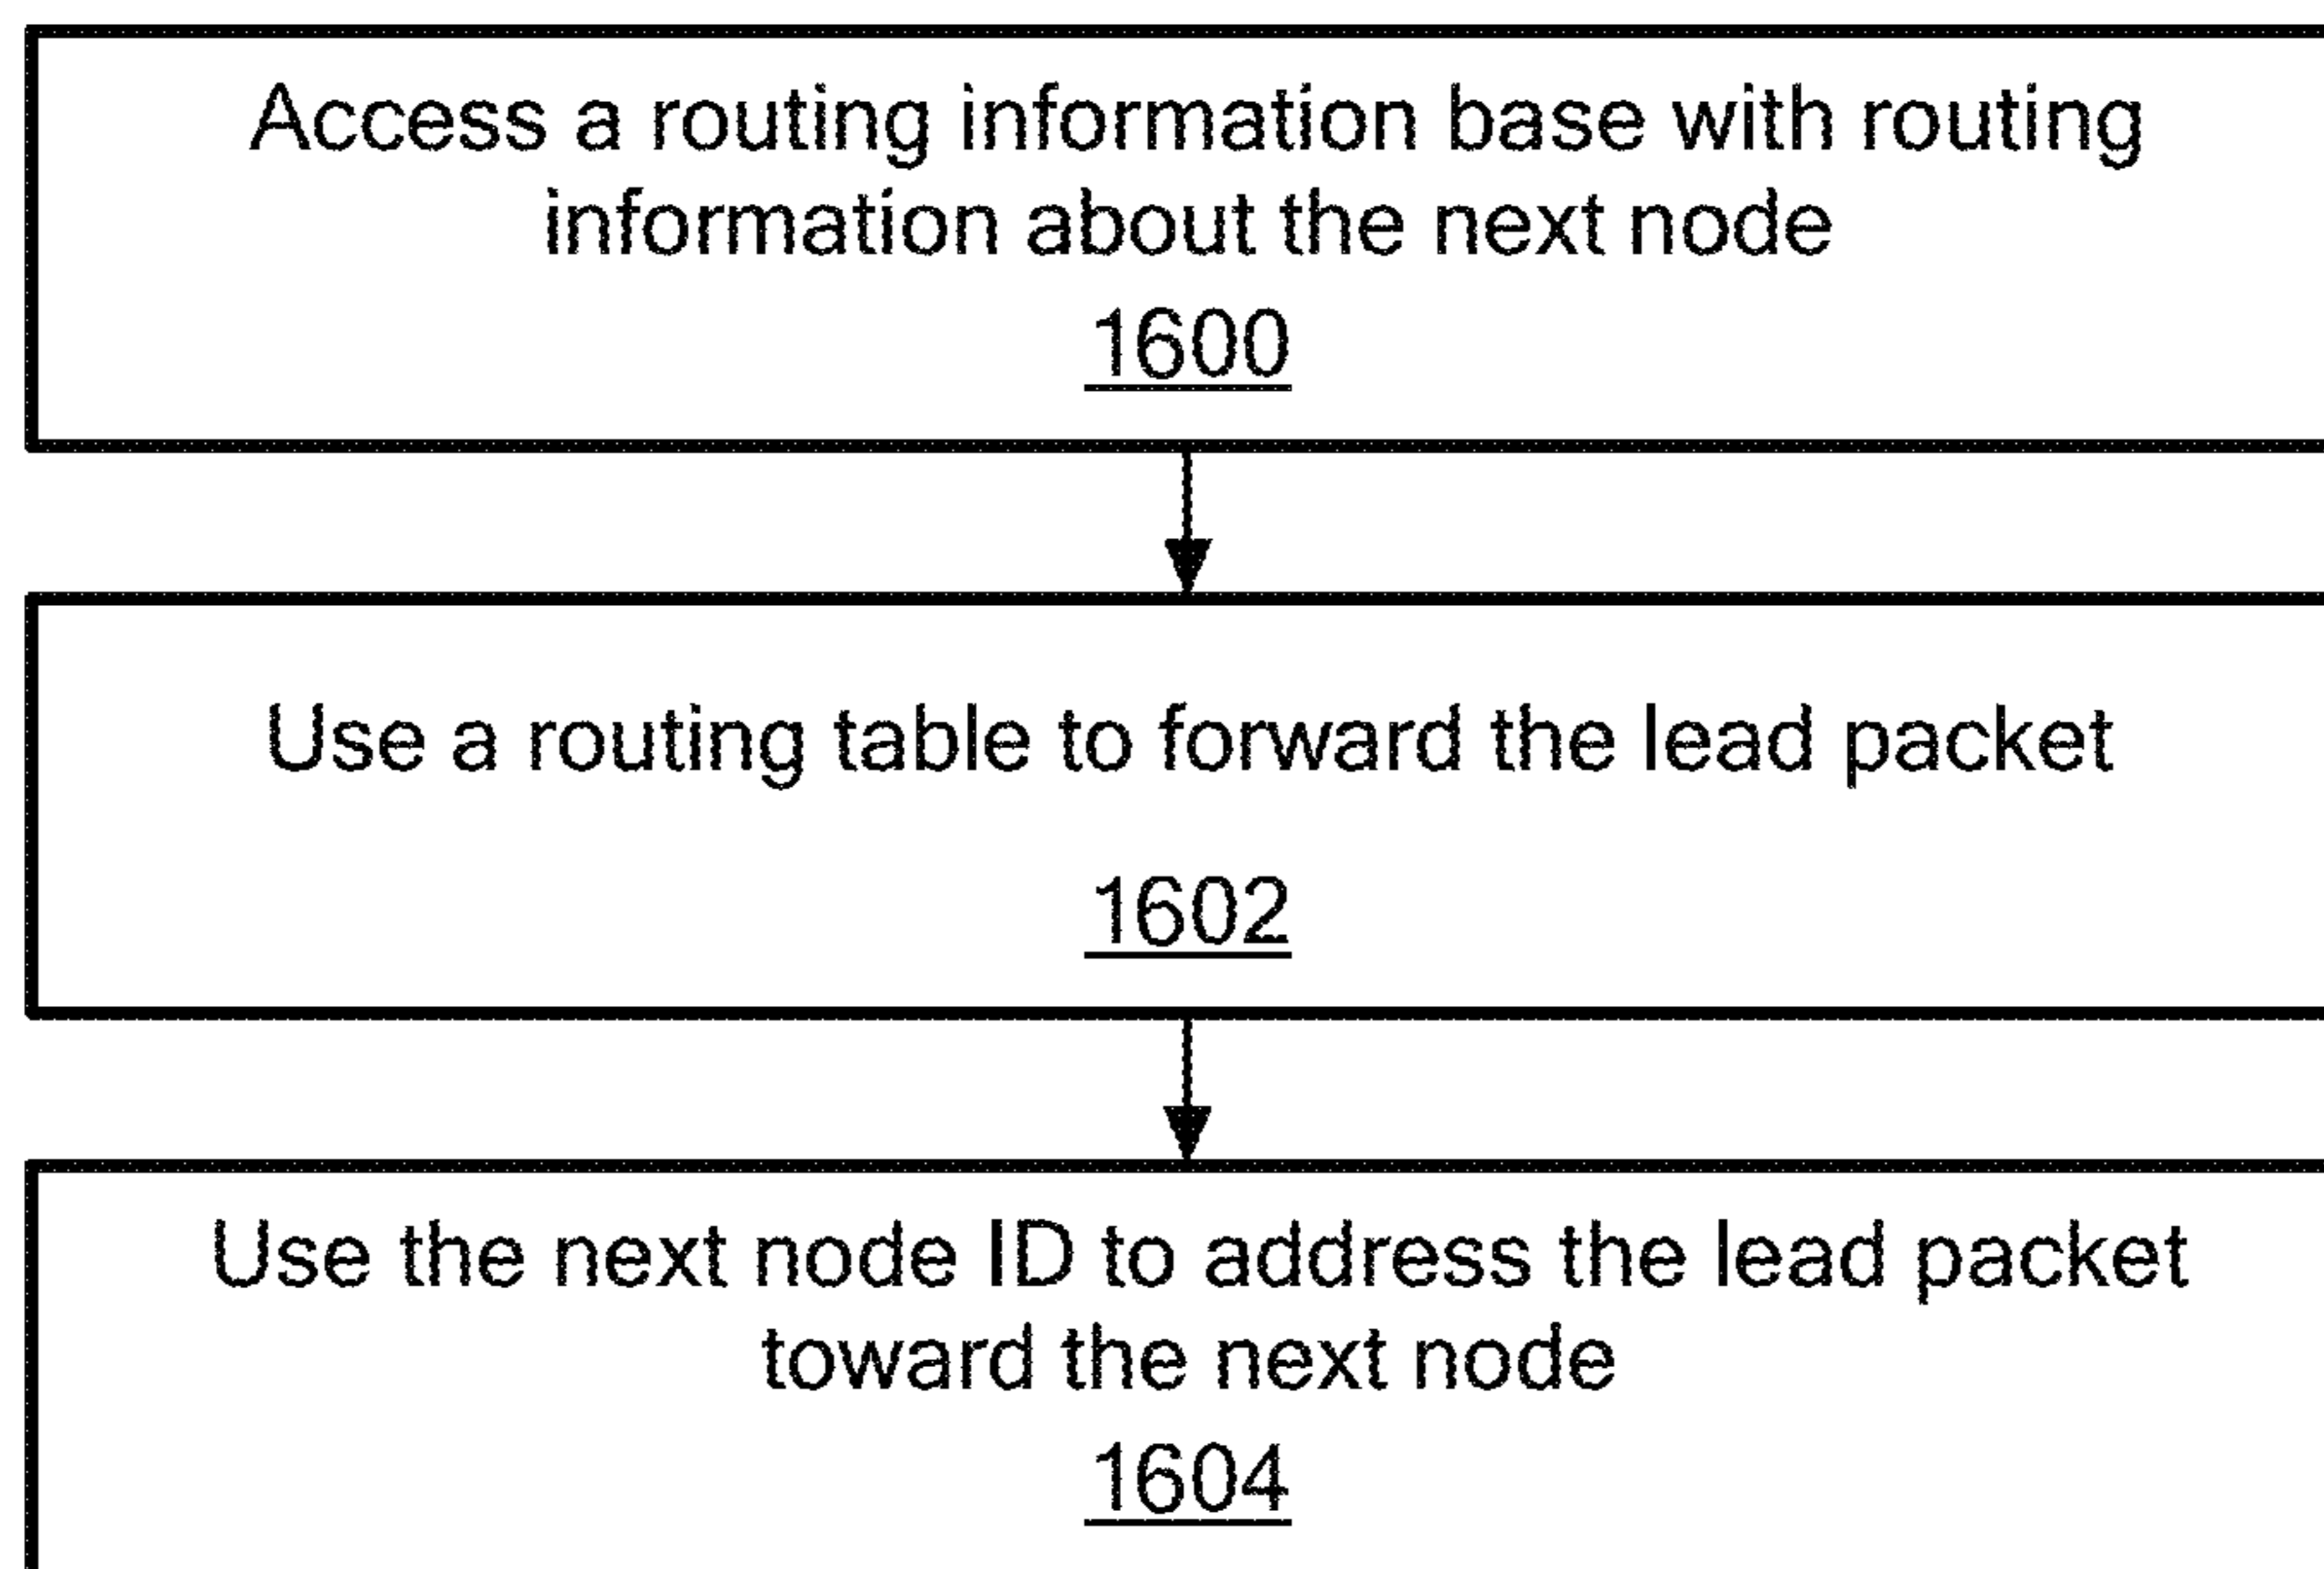 Access a routing information base with routing
information about the next node
1600
Use a routing table to forward the lead packet
1602
Use the next node ID to address the lead packet
toward the next node
1604